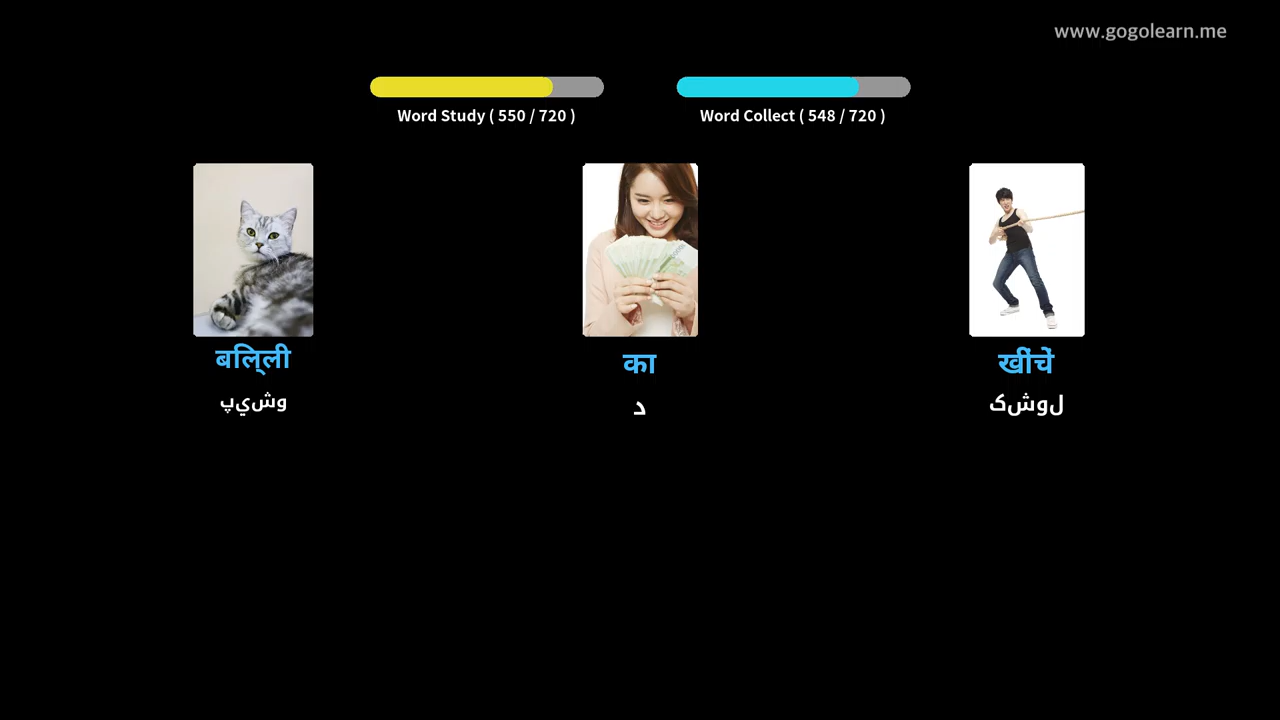 www.gogolearn.me
Word Study ( 550 / 720 )
Word Collect ( 548 / 720 )
बलि्ली
का
खींचें
وشيپ
د
لوشک